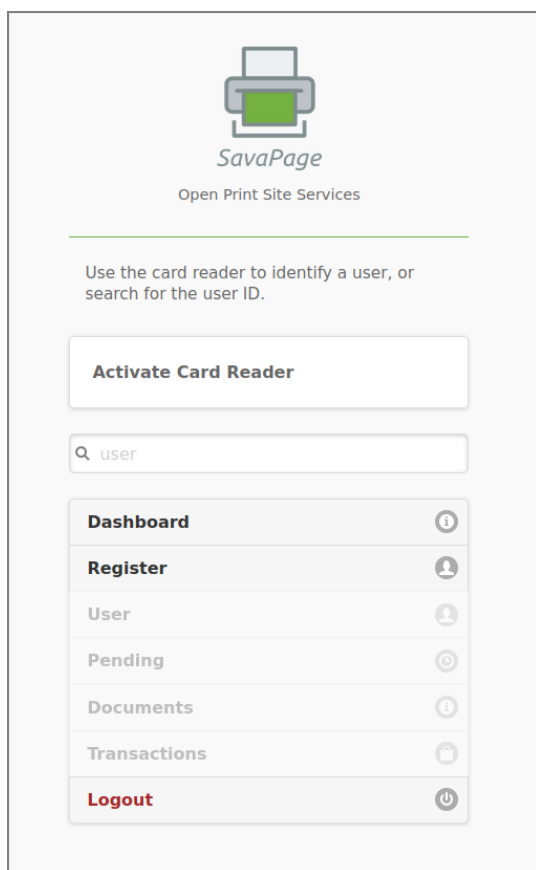 SavaPage
Open Print Site Services
Use the card reader to identify a user, or
search for the user ID.
Activate Card Reader
user
Dashboard
Register
User
Pending
Documents
Transactions
Logout